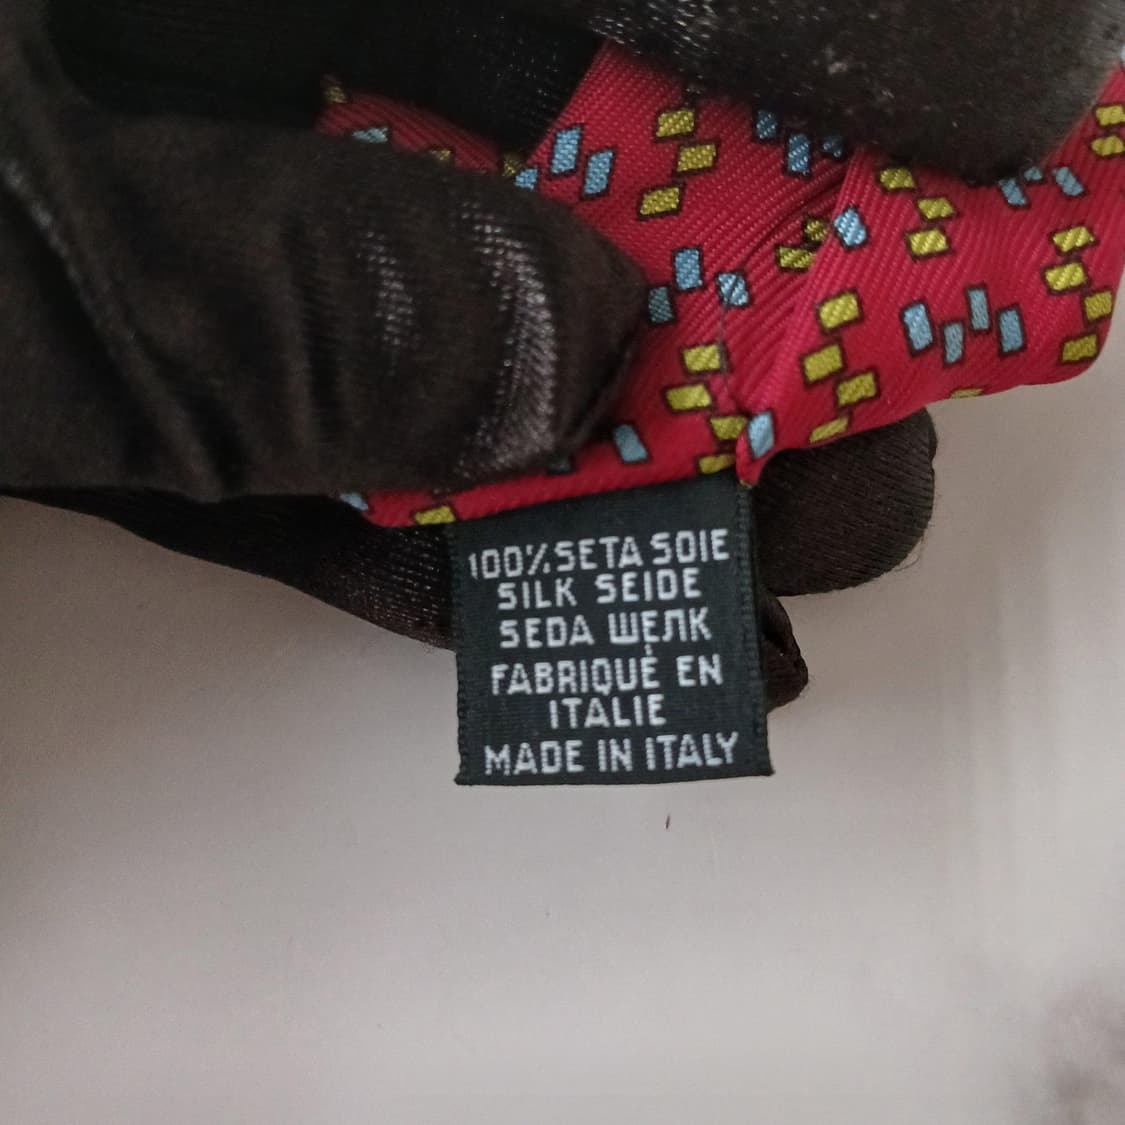 100% SETA SOIE
SILK SEIDE
SEDA ШЕЛК
FABRIQUÉ EN
ITALIE
MADE IN ITALY